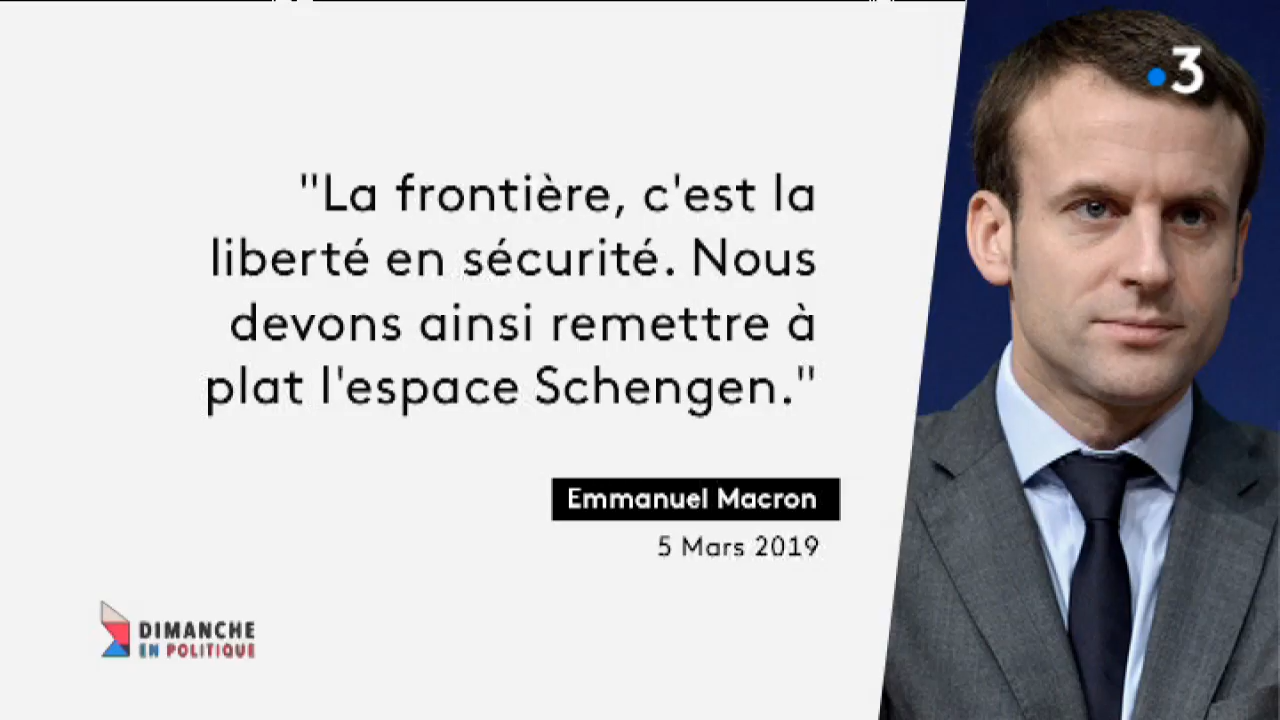 3
"La frontière, c'est la
liberté en sécurité. Nous
devons ainsi remettre à
plat l'espace Schengen."
Emmanuel Macron
5 Mars 2019
DIMANCHE
EN POLITIQUE